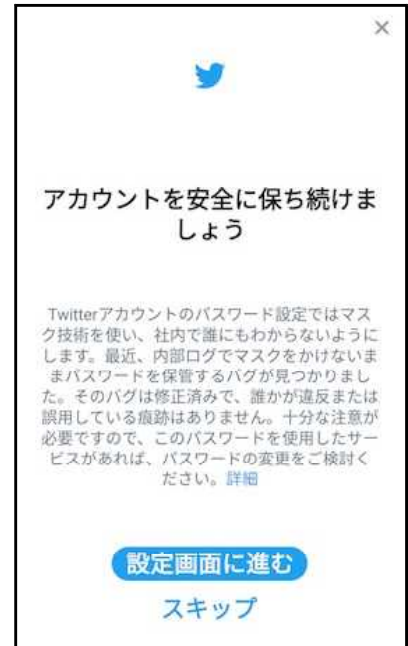 アカウントを安全に保ち続けま
しょう
Twitterアカウントのパスワード設定ではマス
ク技術を使い、社内で誰にもわからないように
します。最近、内部ログでマスクをかけないま
まパスワードを保管するバグが見つかりまし
た。そのバグは修正済みで、誰かが違反または
誤用している痕跡はありません。十分な注意が
必要ですので、このパスワードを使用したサー
ビスがあれば、パスワードの変更をご検討く
ださい。詳細
設定画面に進む
スキップ